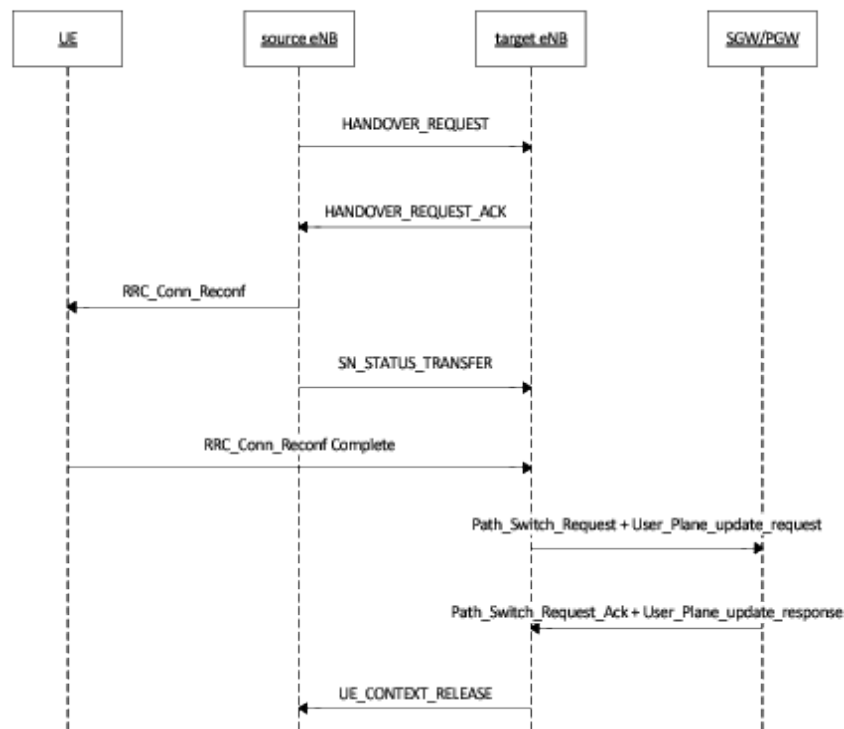 UE
source eNB
target eNB
SGW/PGW
HANDOVER_REQUEST
HANDOVER_REQUEST_ACK
RRC_Conn_Reconf
SN_STATUS_TRANSFER
RRC_Conn_Reconf Complete
Path_Switch_Request + User_Plane_update_request
Path_Switch_Request_Ack + User_Plane_update_response
UE_CONTEXT_RELEASE